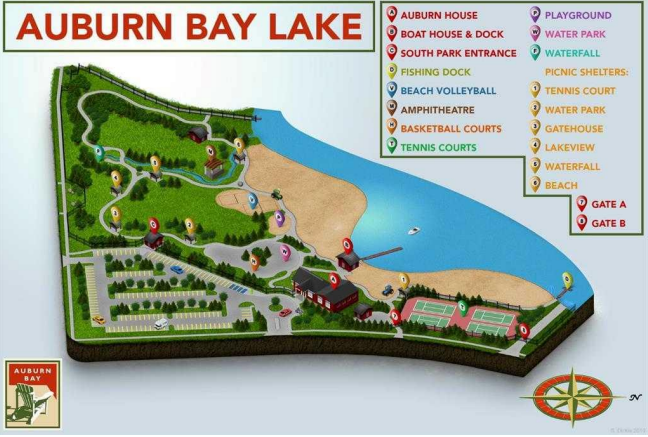 AUBURN BAY LAKE
AUBURN HOUSE
BOAT HOUSE & DOCK
SOUTH PARK ENTRANCE
FISHING DOCK
BEACH VOLLEYBALL
AMPHITHEATRE
BASKETBALL COURTS
TENNIS COURTS
PLAYGROUND
WATER PARK
WATERFALL
PICNIC SHELTERS:
TENNIS COURT
WATER PARK
GATEHOUSE
LAKEVIEW
WATERFALL
BEACH
GATE A
GATE B
AUBURN
BAY
N